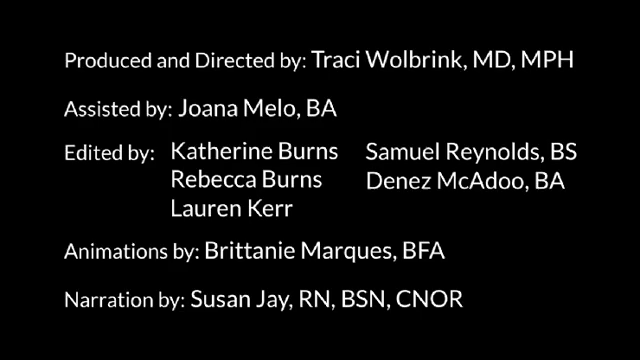 Produced and Directed by: Traci Wolbrink, MD, MPH
Assisted by: Joana Melo, BA
Edited by: Katherine Burns Samuel Reynolds, BS
Rebecca Burns Denez McAdoo, BA
Lauren Kerr
Animations by: Brittanie Marques, BFA
Narration by: Susan Jay, RN, BSN, CNOR